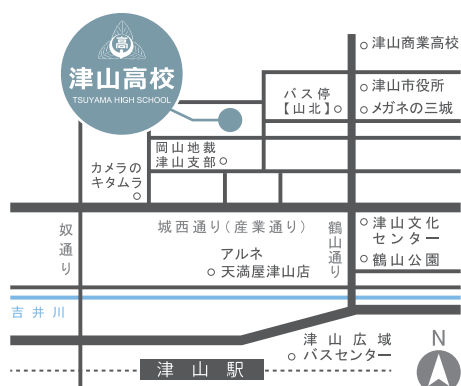 高
津山高校
TSUYAMA HIGH SCHOOL
津山商業高校
バス停
【山北】
津山市役所
メガネの三城
岡山地裁
津山支部
カメラの
キタムラ
奴通り
城西通り(産業通り)
鶴山通り
津山文化
センター
鶴山公園
アルネ
天満屋津山店
吉井川
津山広域
バスセンター
N
津山駅